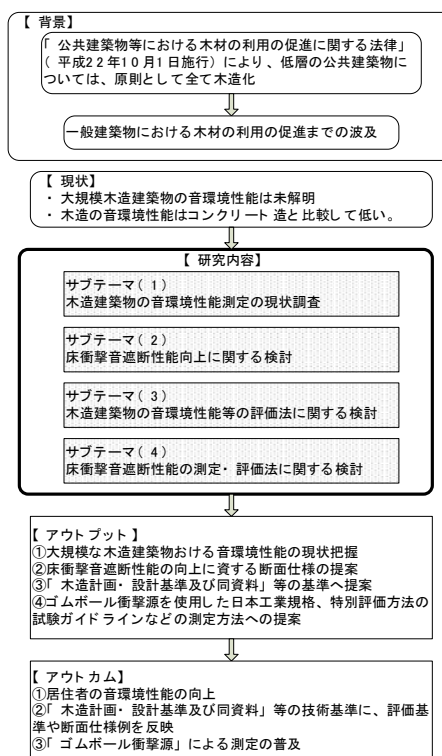 【背景】
「公共建築物等における木材の利用の促進に関する法律」
(平成22年10月1日施行)により、低層の公共建築物に
ついては、原則として全て木造化
一般建築物における木材の利用の促進までの波及
【現状】
・大規模木造建築物の音環境性能は未解明
・木造の音環境性能はコンクリート造と比較して低い。
【研究内容】
サブテーマ(1)
木造建築物の音環境性能測定の現状調査
サブテーマ(2)
床衝撃音遮断性能向上に関する検討
サブテーマ(3)
木造建築物の音環境性能等の評価法に関する検討
サブテーマ(4)
床衝撃音遮断性能の測定・評価法に関する検討
【アウトプット】
①大規模な木造建築物おける音環境性能の現状把握
②床衝撃音遮断性能の向上に資する断面仕様の提案
③「木造計画・設計基準及び同資料」等の基準へ提案
④ゴムボール衝撃源を使用した日本工業規格、特別評価方法の
試験ガイドラインなどの測定方法への提案
【アウトカム】
①居住者の音環境性能の向上
②「木造計画・設計基準及び同資料」等の技術基準に、評価基
準や断面仕様例を反映
③「ゴムボール衝撃源」による測定の普及